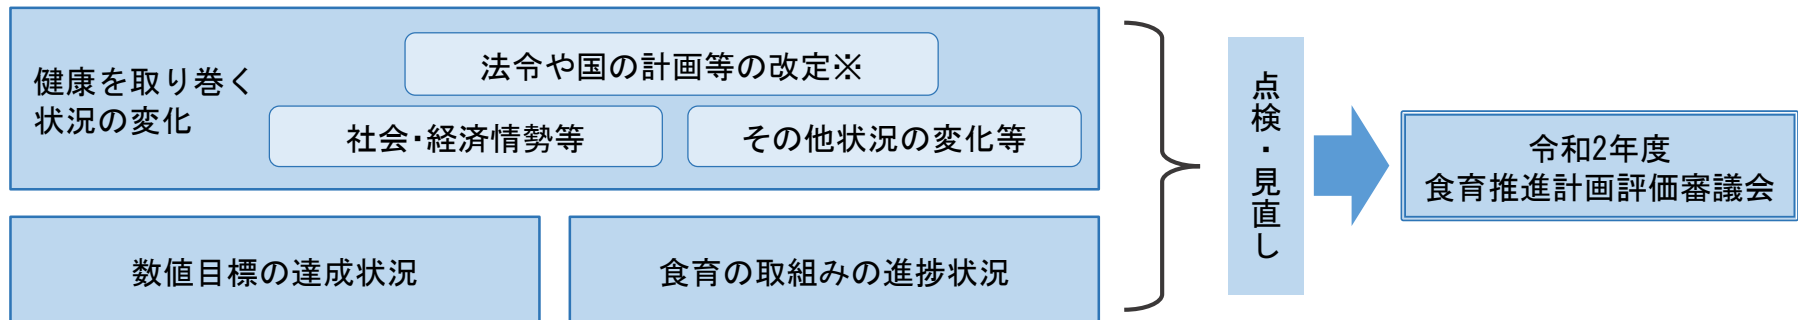 健康を取り巻く
状況の変化
法令や国の計画等の改定※
社会・経済情勢等
その他状況の変化等
数値目標の達成状況
食育の取組みの進捗状況
点検・見直し
令和2年度
食育推進計画評価審議会